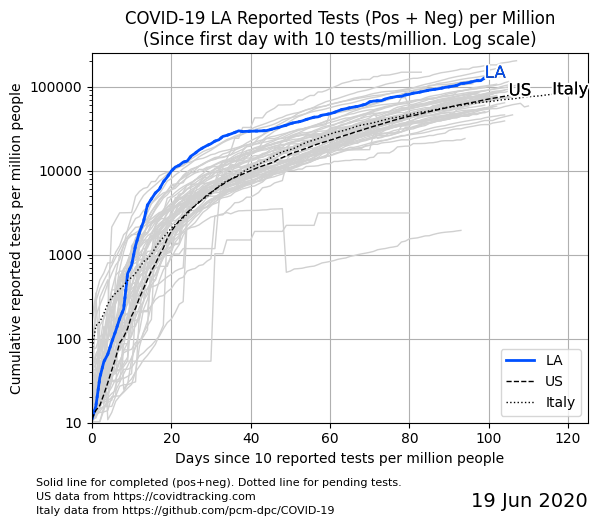 COVID-19 LA Reported Tests (Pos + Neg) per Million
(Since first day with 10 tests/million. Log scale)
Cumulative reported tests per million people
100000
10000
1000
100
10
LA
US
Italy
LA
US
Italy
0
20
40
60
80
100
120
Days since 10 reported tests per million people
Solid line for completed (pos+neg). Dotted line for pending tests.
US data from https://covidtracking.com
Italy data from https://github.com/pcm-dpc/COVID-19
19 Jun 2020